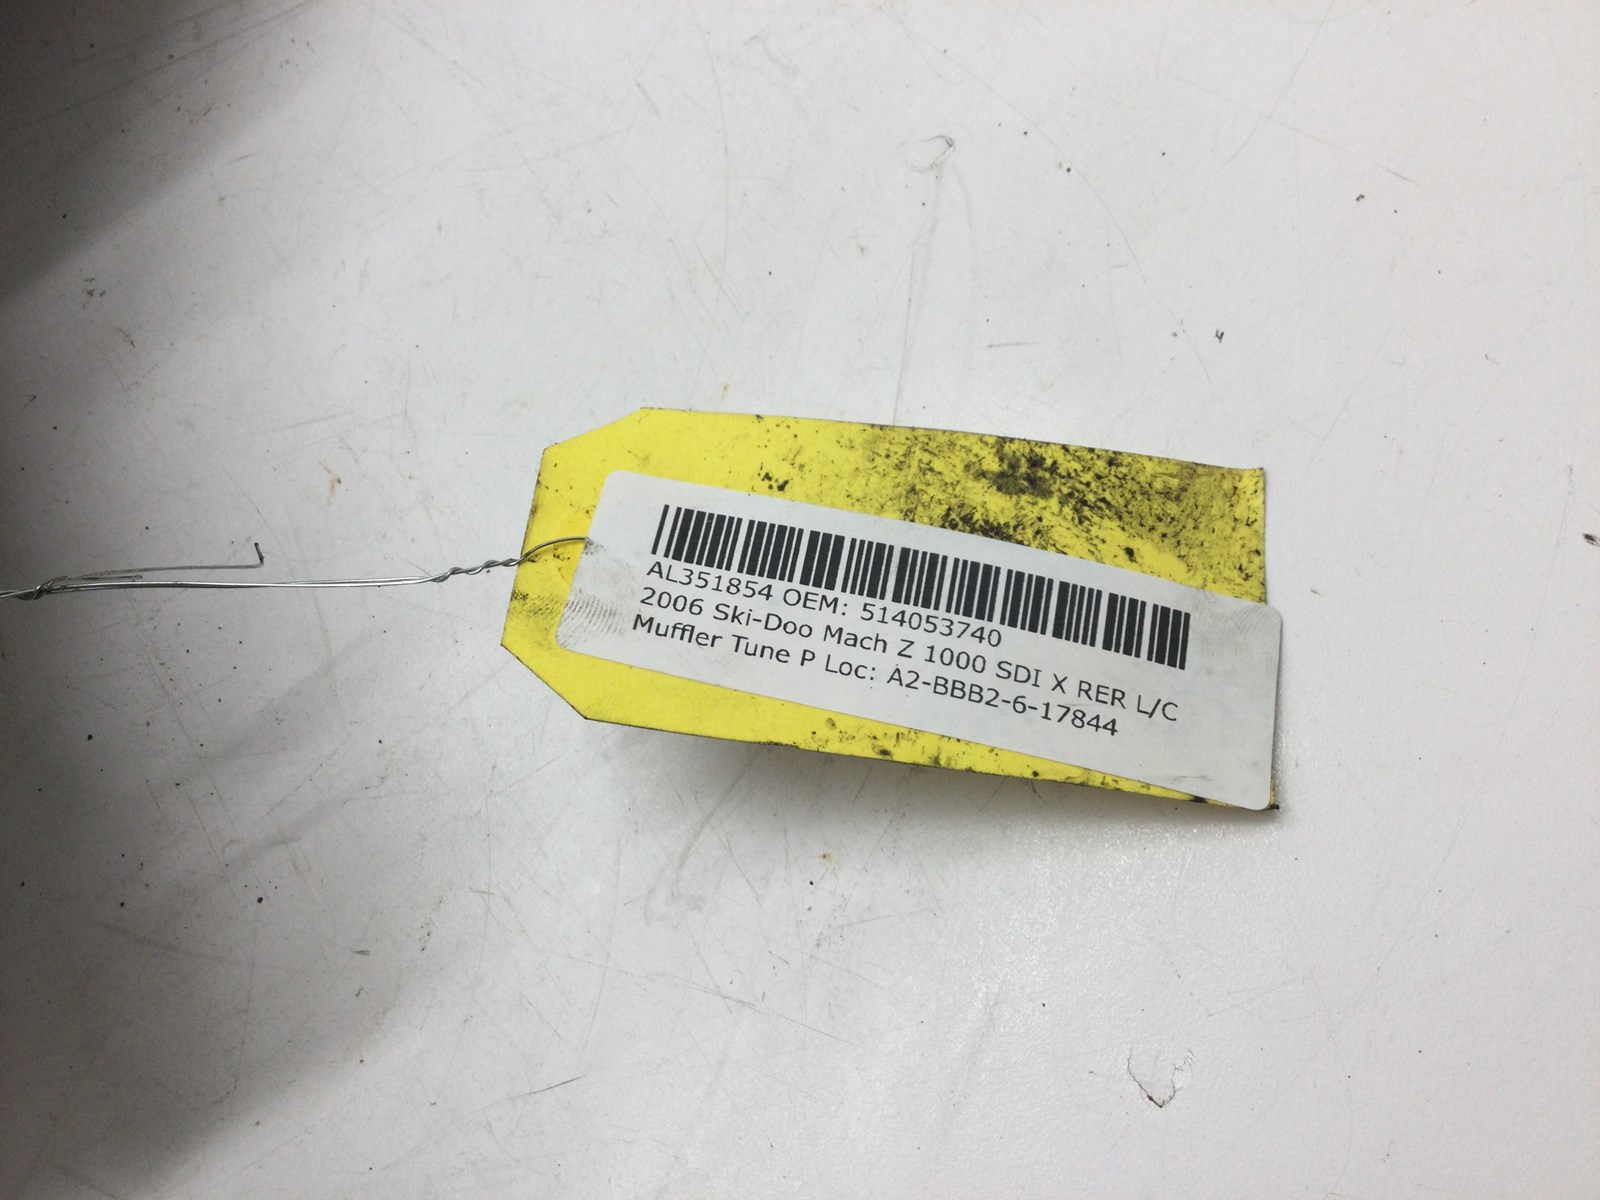 AL351854 OEM: 514053740
2006 Ski-Doo Mach Z 1000 SDI X RER L/C
Muffler Tune P Loc: A2-BBB2-6-17844